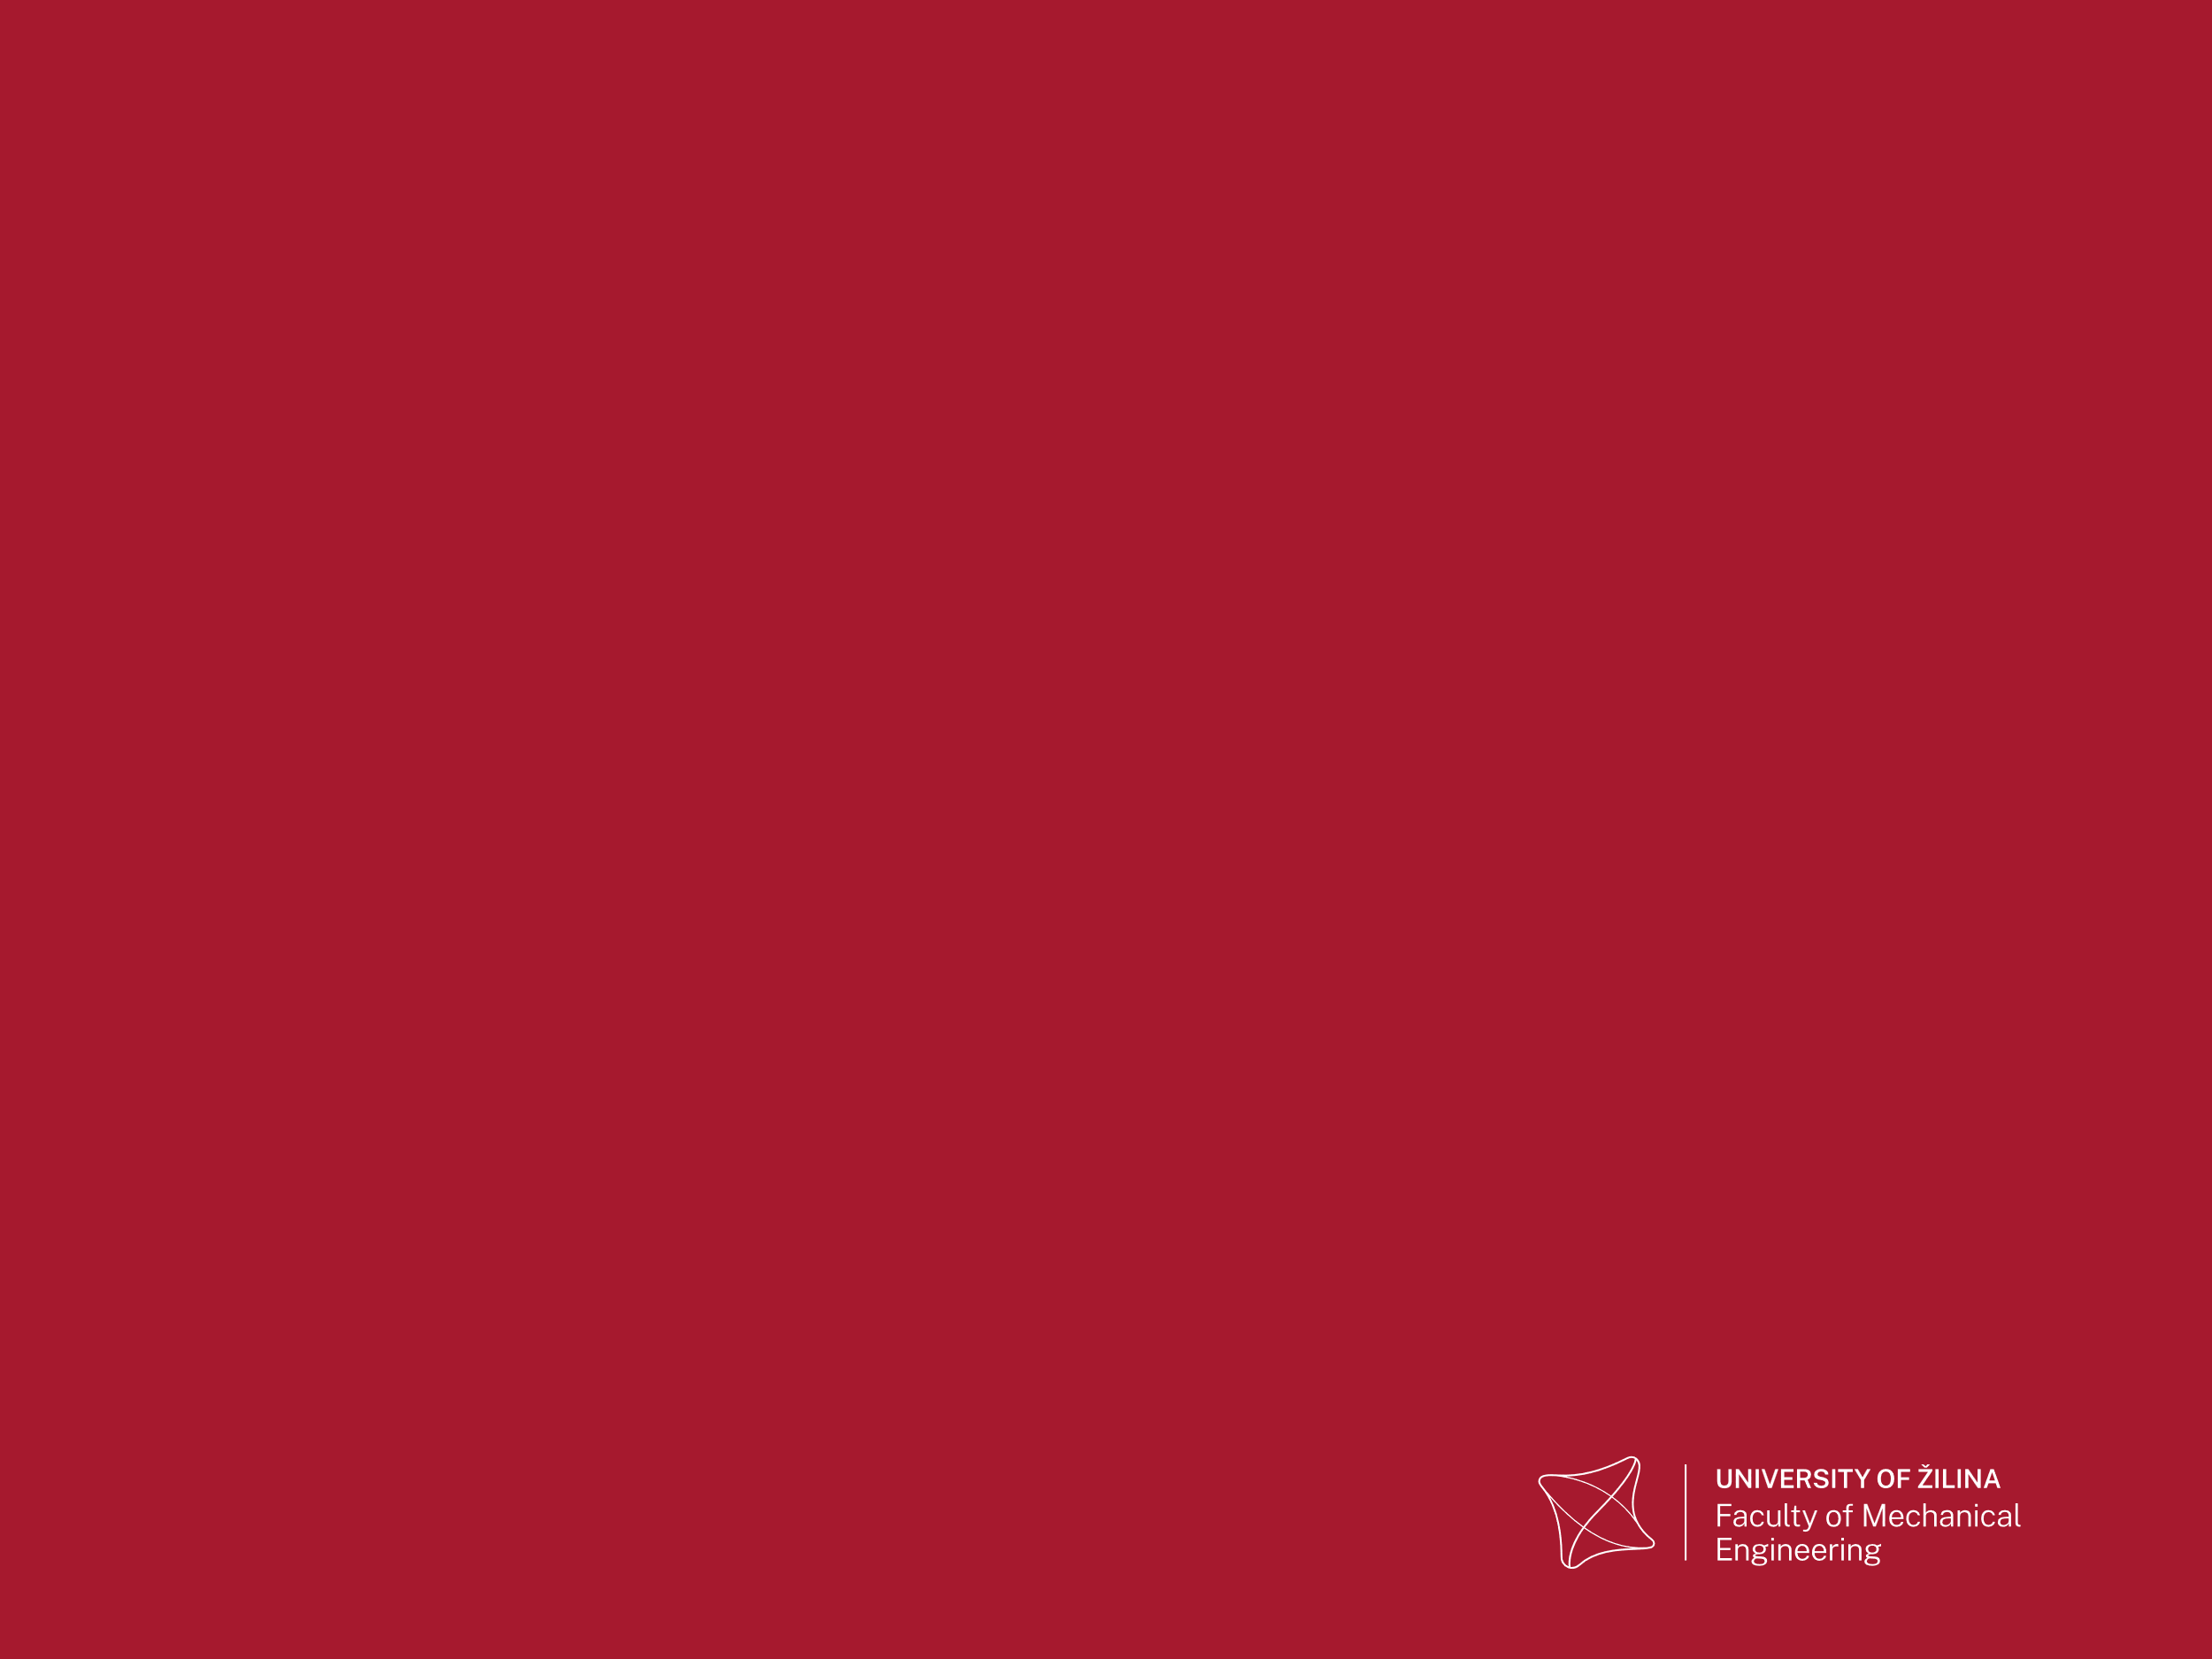 UNIVERSITY OF ŽILINA
Faculty of Mechanical
Engineering